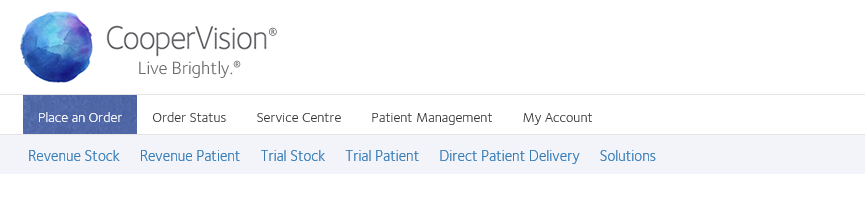 CooperVision®
Live Brightly.®
Place an Order Order Status Service Centre Patient Management My Account
Revenue Stock Revenue Patient Trial Stock Trial Patient Direct Patient Delivery Solutions